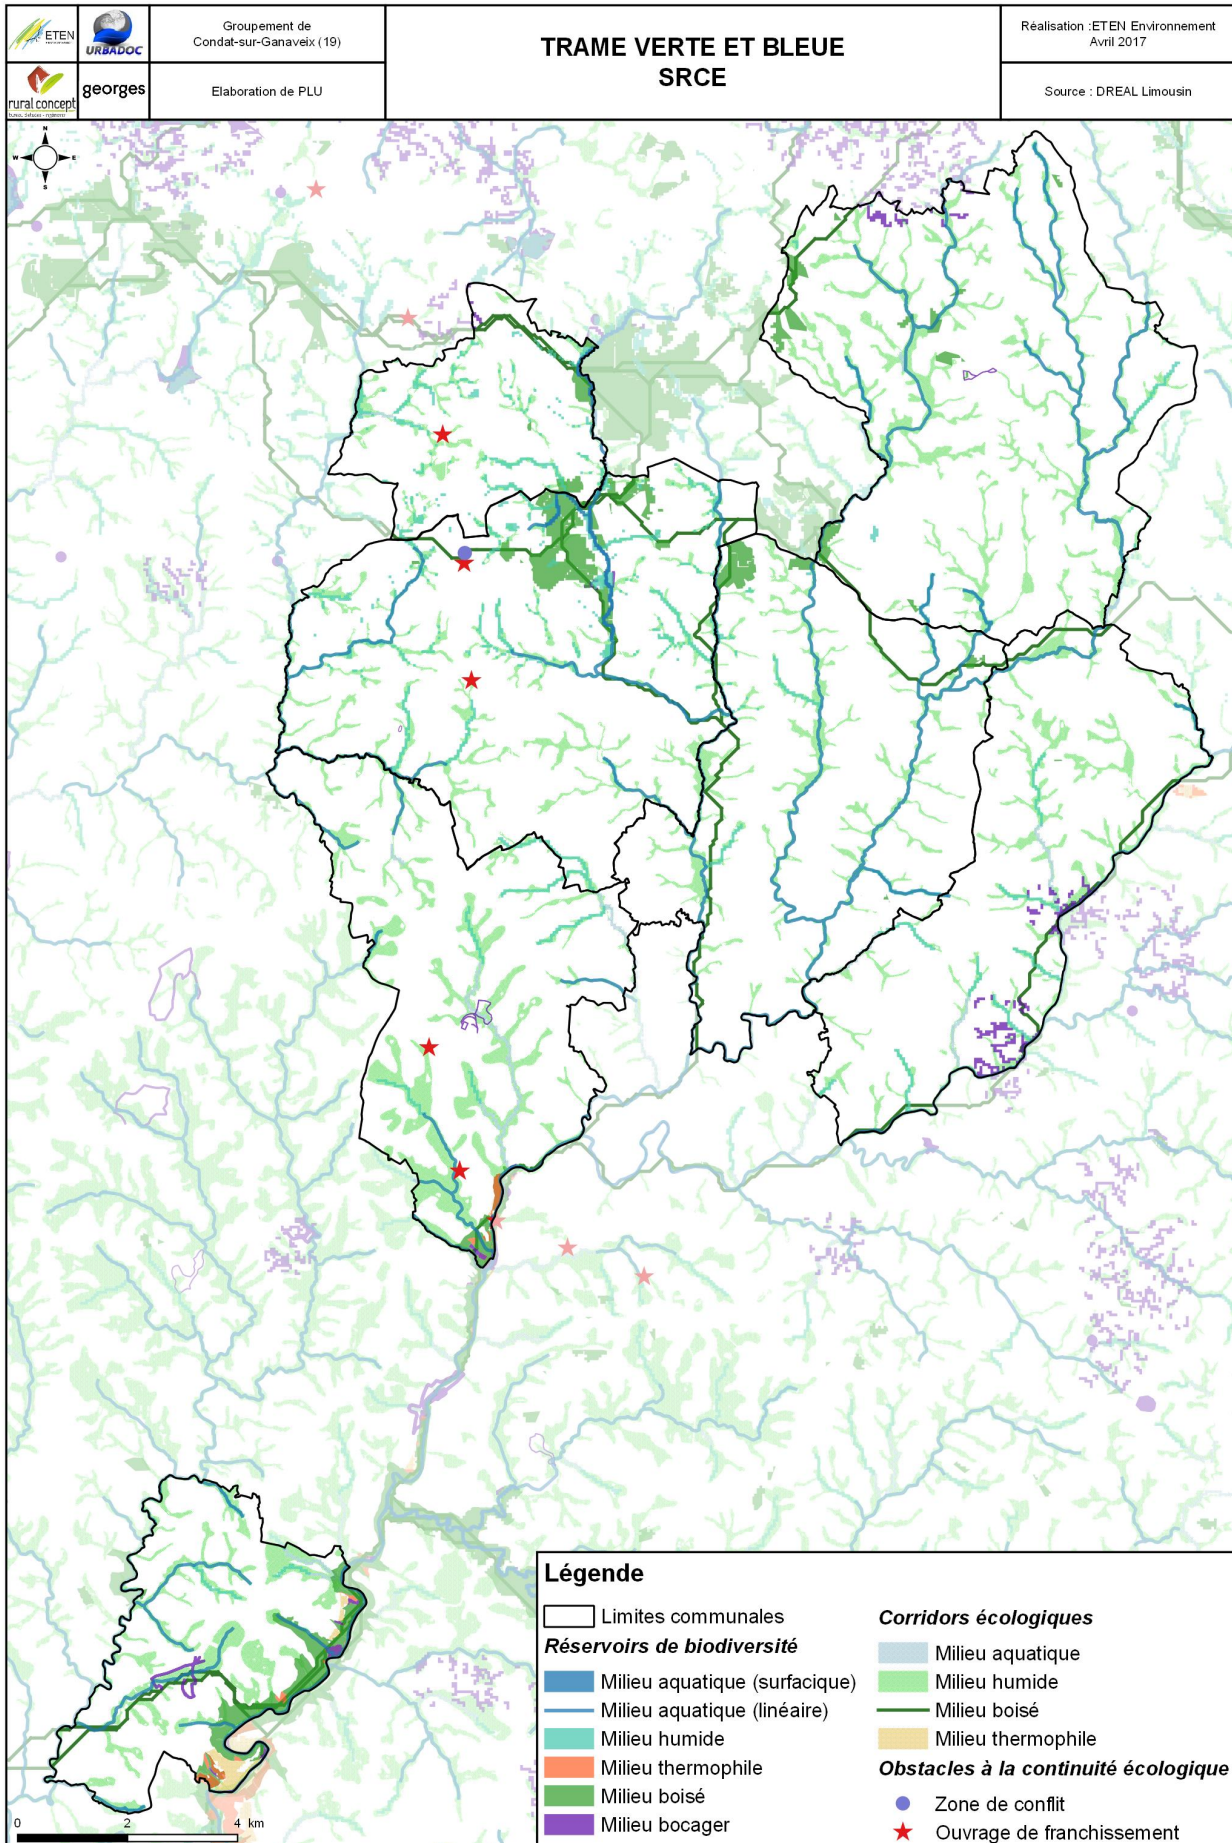 ETEN
URBADOC
rural concept
georges
Groupement de
Condat-sur-Ganaveix (19)
Elaboration de PLU
TRAME VERTE ET BLEUE
SRCE
Réalisation :ETEN Environnement
Avril 2017
Source : DREAL Limousin
N
W
E
S
Légende
Limites communales
Réservoirs de biodiversité
Milieu aquatique (surfacique)
Milieu aquatique (linéaire)
Milieu humide
Milieu thermophile
Milieu boisé
Milieu bocager
Corridors écologiques
Milieu aquatique
Milieu humide
Milieu boisé
Milieu thermophile
Obstacles à la continuité écologique
Zone de conflit
Ouvrage de franchissement
0 2 4 km